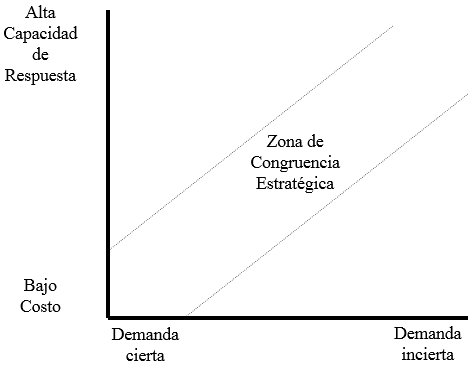 Alta
Capacidad
de
Respuesta
Zona de
Congruencia
Estratégica
Bajo
Costo
Demanda
cierta
Demanda
incierta